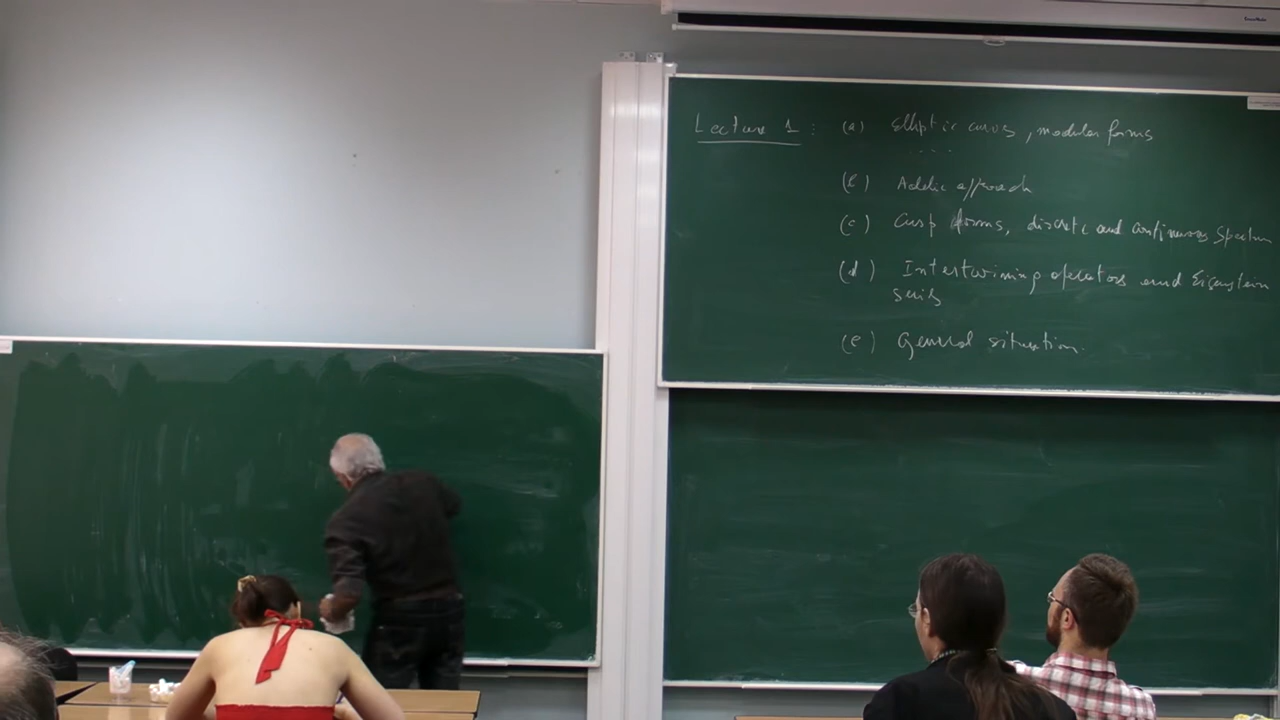 Lecture 1 : (a) Elliptic curves, modular forms
. . .
(b) Adelic approach
(c) Cusp forms, discrete and continuous spectrum
(d) Intertwining operators and Eisenstein
series
(e) General situation.